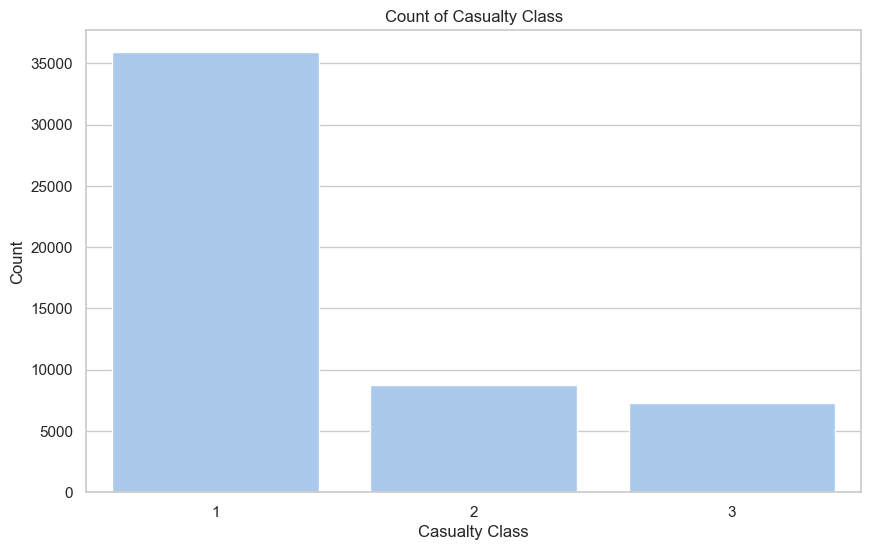 Count of Casualty Class
35000
30000
25000
20000
15000
10000
5000
0
Count
1 2 3
Casualty Class